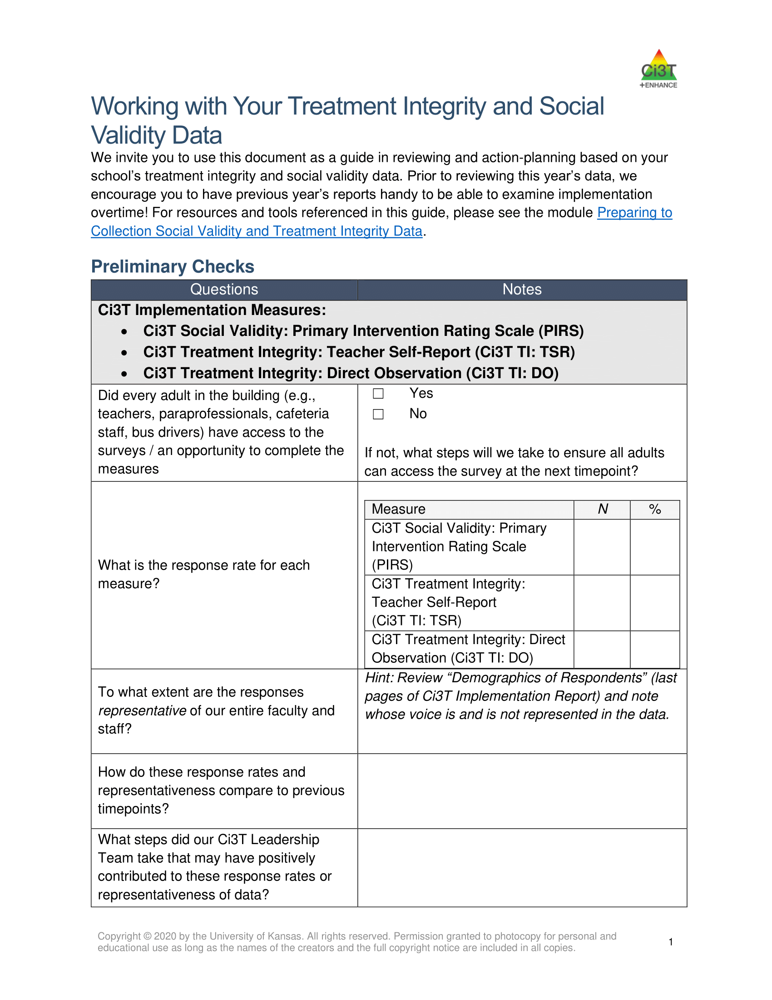 Ci3T
+ENHANCE
Working with Your Treatment Integrity and Social
Validity Data
We invite you to use this document as a guide in reviewing and action-planning based on your
school’s treatment integrity and social validity data. Prior to reviewing this year’s data, we
encourage you to have previous year’s reports handy to be able to examine implementation
overtime! For resources and tools referenced in this guide, please see the module Preparing to
Collection Social Validity and Treatment Integrity Data.
Preliminary Checks
Questions
Notes
Ci3T Implementation Measures:
• Ci3T Social Validity: Primary Intervention Rating Scale (PIRS)
• Ci3T Treatment Integrity: Teacher Self-Report (Ci3T TI: TSR)
• Ci3T Treatment Integrity: Direct Observation (Ci3T TI: DO)
Did every adult in the building (e.g.,
teachers, paraprofessionals, cafeteria
staff, bus drivers) have access to the
surveys / an opportunity to complete the
measures
☐ Yes
☐ No
If not, what steps will we take to ensure all adults
can access the survey at the next timepoint?
What is the response rate for each
measure?
Measure
N
%
Ci3T Social Validity: Primary
Intervention Rating Scale
(PIRS)
Ci3T Treatment Integrity:
Teacher Self-Report
(Ci3T TI: TSR)
Ci3T Treatment Integrity: Direct
Observation (Ci3T TI: DO)
To what extent are the responses
representative of our entire faculty and
staff?
Hint: Review “Demographics of Respondents” (last
pages of Ci3T Implementation Report) and note
whose voice is and is not represented in the data.
How do these response rates and
representativeness compare to previous
timepoints?
What steps did our Ci3T Leadership
Team take that may have positively
contributed to these response rates or
representativeness of data?
Copyright © 2020 by the University of Kansas. All rights reserved. Permission granted to photocopy for personal and
educational use as long as the names of the creators and the full copyright notice are included in all copies.
1